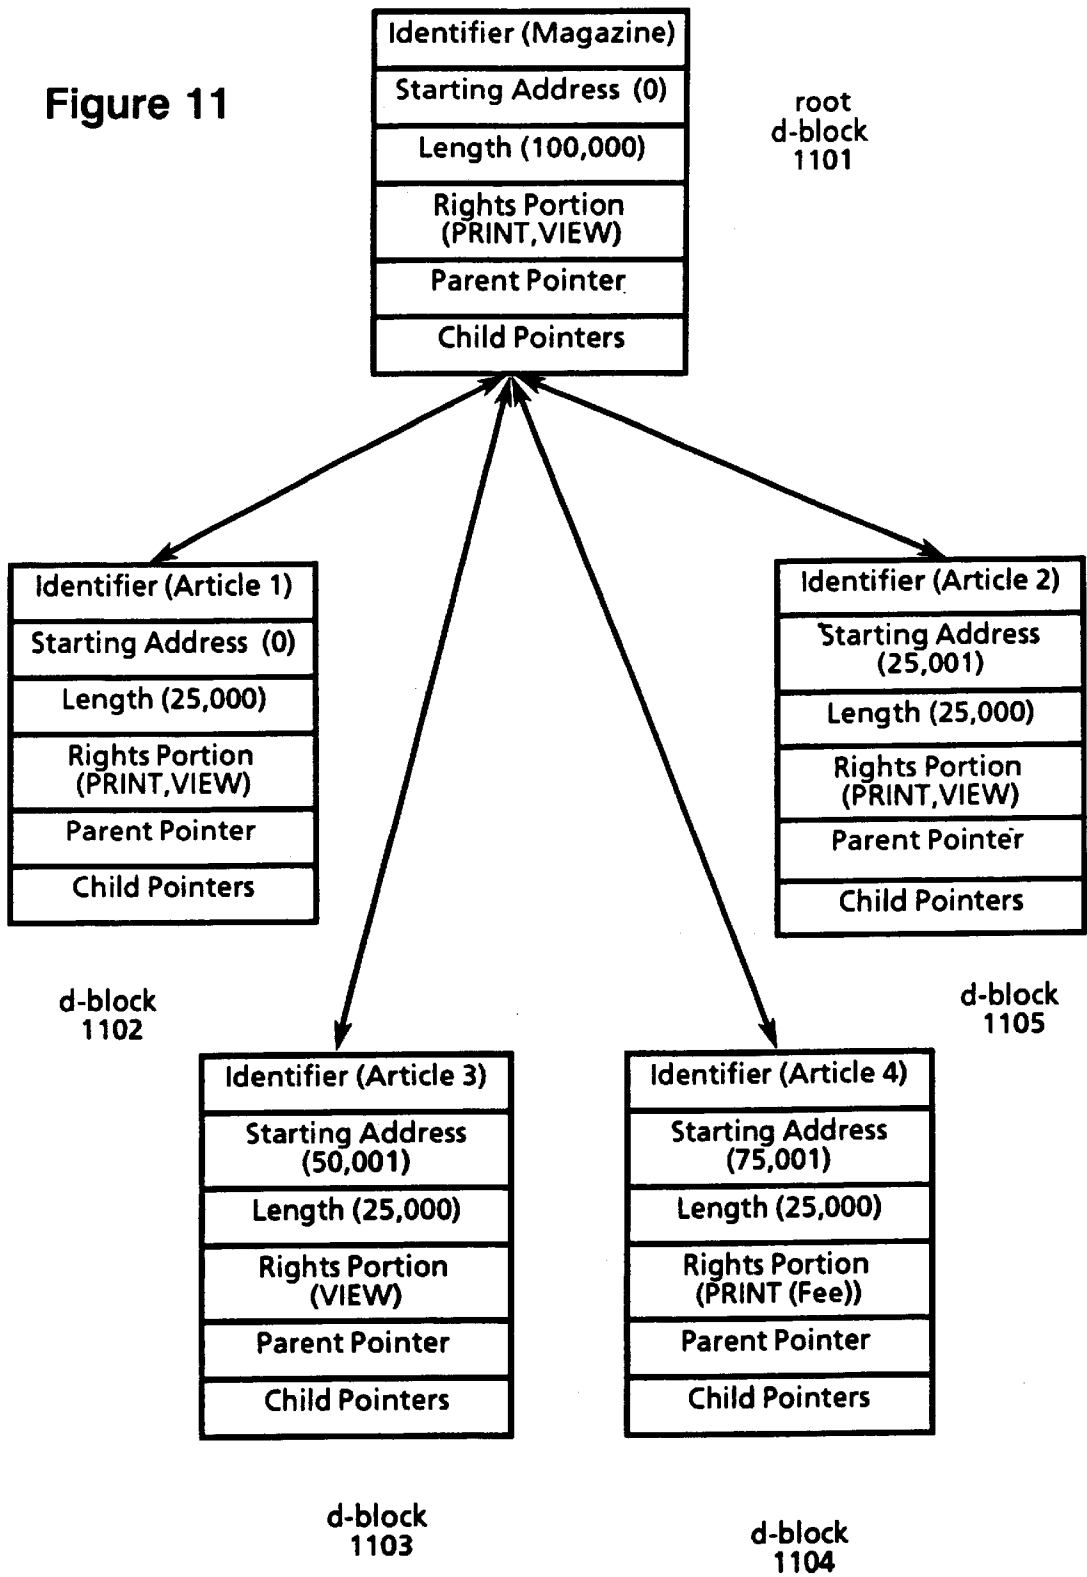 Figure 11
Identifier (Magazine)
Starting Address (0)
Length (100,000)
Rights Portion
(PRINT,VIEW)
Parent Pointer
Child Pointers
root
d-block
1101
Identifier (Article 1)
Starting Address (0)
Length (25,000)
Rights Portion
(PRINT,VIEW)
Parent Pointer
Child Pointers
d-block
1102
Identifier (Article 2)
Starting Address
(25,001)
Length (25,000)
Rights Portion
(PRINT,VIEW)
Parent Pointer
Child Pointers
d-block
1105
Identifier (Article 3)
Starting Address
(50,001)
Length (25,000)
Rights Portion
(VIEW)
Parent Pointer
Child Pointers
d-block
1103
Identifier (Article 4)
Starting Address
(75,001)
Length (25,000)
Rights Portion
(PRINT (Fee))
Parent Pointer
Child Pointers
d-block
1104